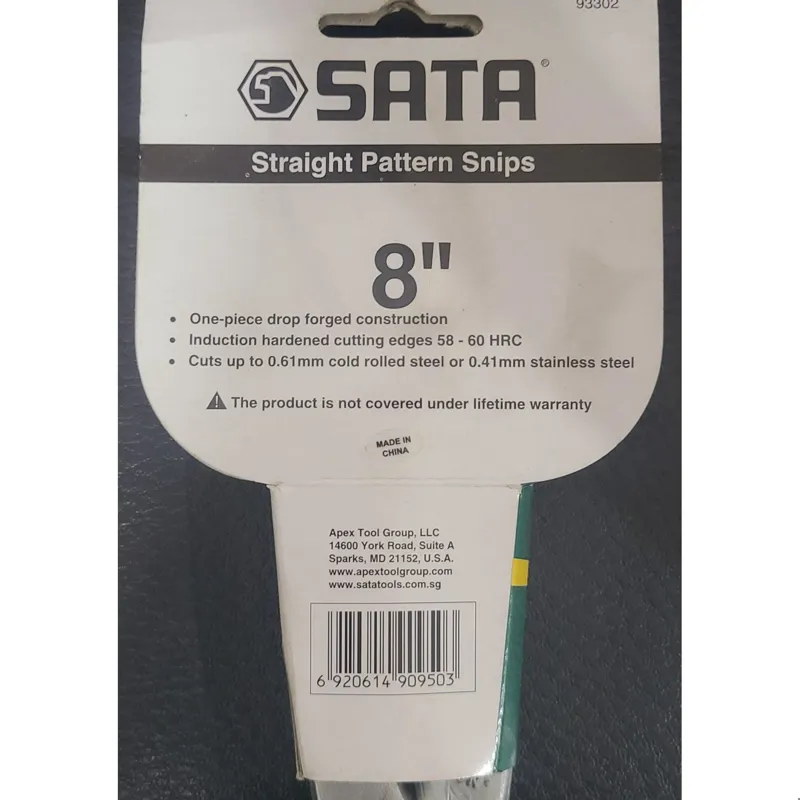 93302
SATA®
Straight Pattern Snips
8"
• One-piece drop forged construction
• Induction hardened cutting edges 58 - 60 HRC
• Cuts up to 0.61mm cold rolled steel or 0.41mm stainless steel
The product is not covered under lifetime warranty
MADE IN
CHINA
Apex Tool Group, LLC
14600 York Road, Suite A
Sparks, MD 21152, U.S.A.
www.apextoolgroup.com
www.satatools.com.sg
6 920614 909503